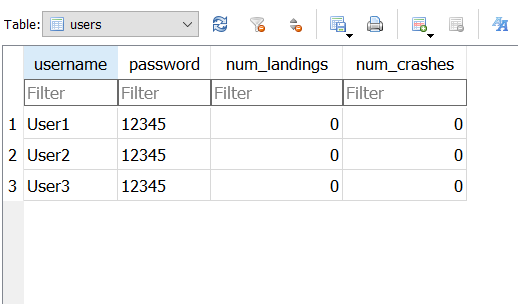 Table: users
username password num_landings num_crashes
Filter Filter Filter Filter
1 User1 12345 0 0
2 User2 12345 0 0
3 User3 12345 0 0